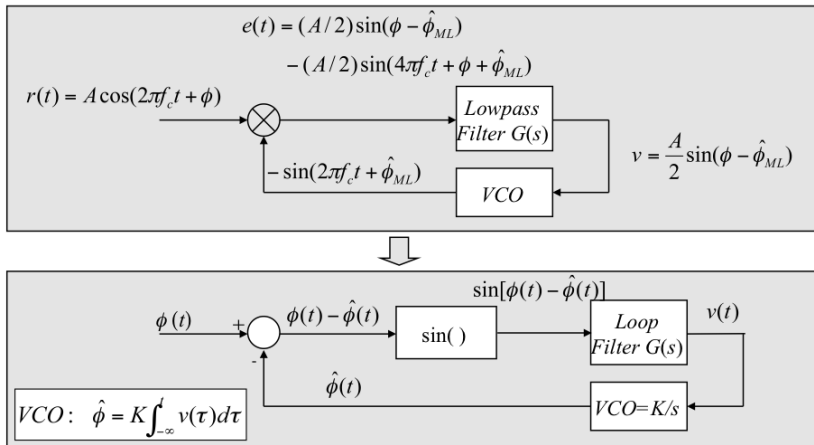 e(t) = (A/2) sin(ϕ − ϕ̂_ML)
− (A/2) sin(4πf_c t + ϕ + ϕ̂_ML)
r(t) = A cos(2πf_c t + ϕ)
Lowpass
Filter G(s)
v = A/2 sin(ϕ − ϕ̂_ML)
− sin(2πf_c t + ϕ̂_ML)
VCO
sin[ϕ(t) − ϕ̂(t)]
ϕ(t)
+
-
ϕ(t) − ϕ̂(t)
sin( )
Loop
Filter G(s)
v(t)
ϕ̂(t)
VCO=K/s
VCO: ϕ̂ = K∫_{−∞}^{t} v(τ)dτ